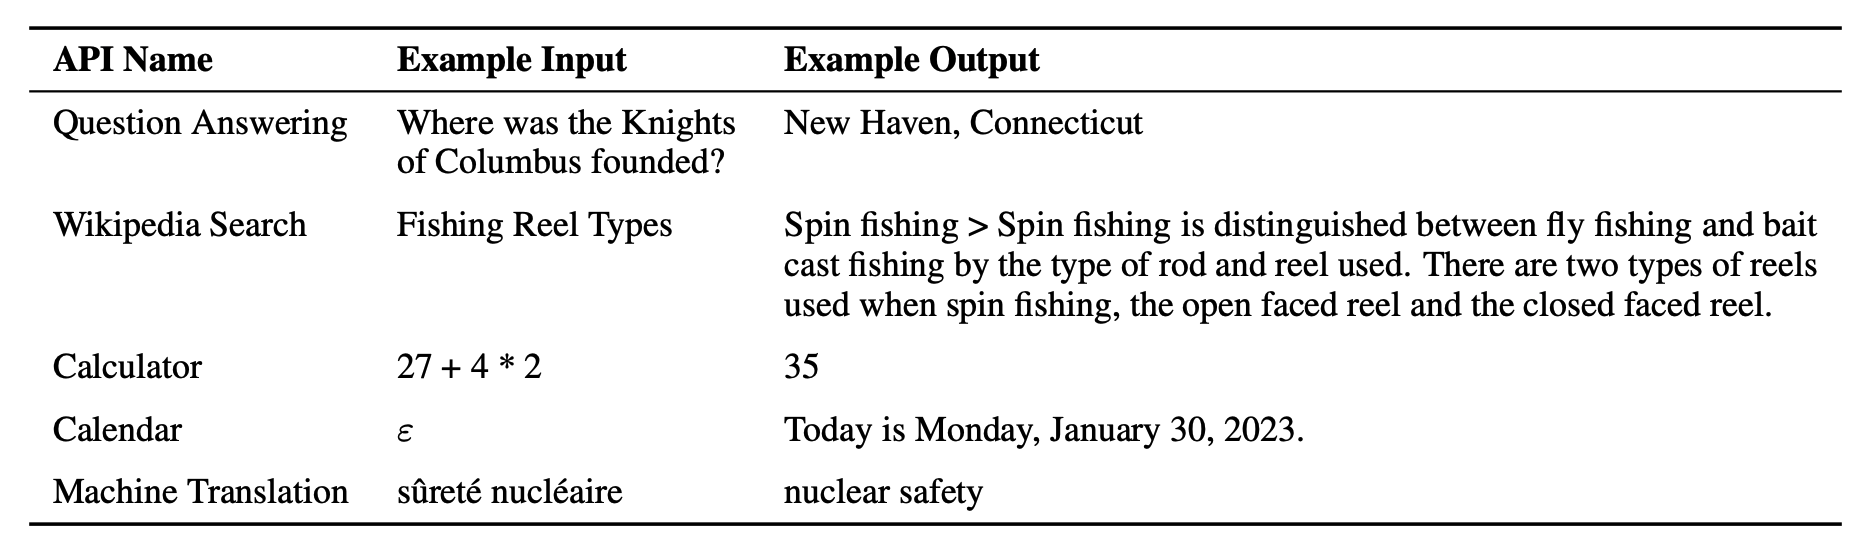 API Name Example Input Example Output
Question Answering Where was the Knights New Haven, Connecticut
of Columbus founded?
Wikipedia Search Fishing Reel Types Spin fishing > Spin fishing is distinguished between fly fishing and bait
cast fishing by the type of rod and reel used. There are two types of reels
used when spin fishing, the open faced reel and the closed faced reel.
Calculator 27 + 4 * 2 35
Calendar ε Today is Monday, January 30, 2023.
Machine Translation sûreté nucléaire nuclear safety